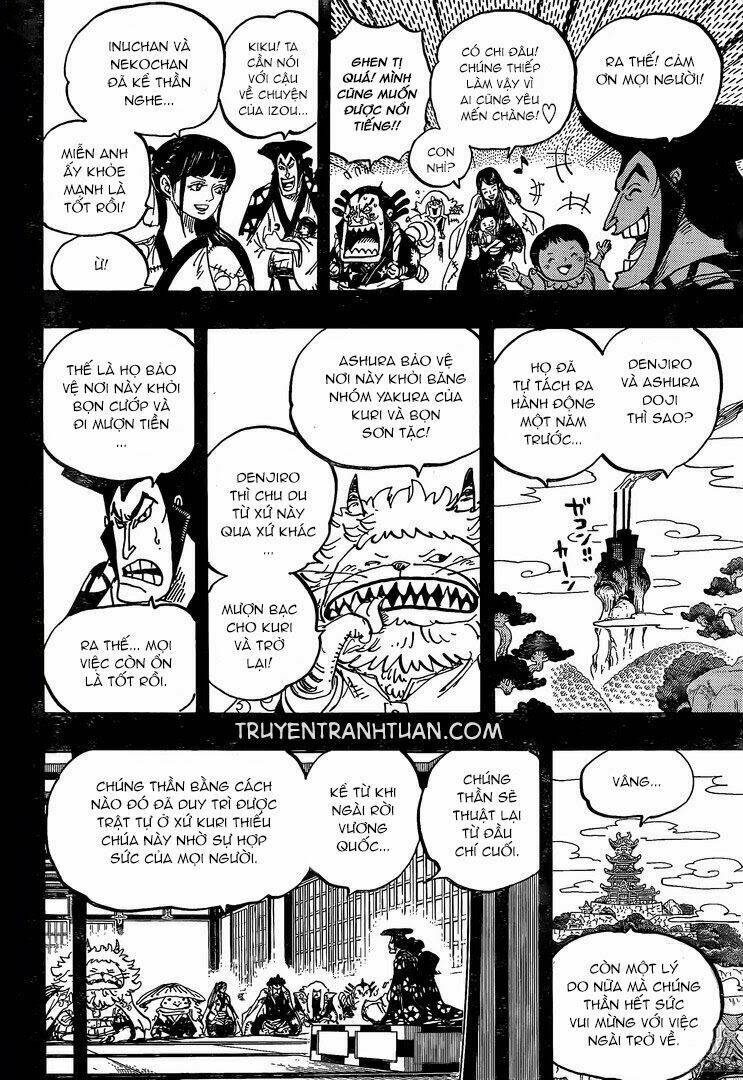 RA THẾ! CẢM
ƠN MỌI NGƯỜI!
CÓ CHI ĐÂU!
CHÚNG THIẾP
LÀM VẬY VÌ
AI CŨNG YÊU
MẾN CHÀNG!♡
CON
NHỈ?
GHEN TỊ
QUÁ! MÌNH
CŨNG MUỐN
ĐƯỢC NỔI
TIẾNG!!
KIKU! TA
CẦN NÓI
VỚI CẬU
VỀ CHUYỆN
CỦA IZOU...
INUCHAN VÀ
NEKOCHAN
ĐÃ KỂ THẦN
NGHE...
MIỄN ANH
ẤY KHỎE
MẠNH LÀ
TỐT RỒI!
Ừ!
DENJIRO
VÀ ASHURA
DOJI
THÌ SAO?
HỌ ĐÃ
TỰ TÁCH RA
HÀNH ĐỘNG
MỘT NĂM
TRƯỚC...
ガコン!!
ガーン
ASHURA BẢO VỆ
NƠI NÀY KHỎI BĂNG
NHÓM YAKURA CỦA
KURI VÀ BỌN
SƠN TẶC!
DENJIRO
THÌ CHU DU
TỪ XỨ NÀY
QUA XỨ KHÁC
...
MƯỢN BẠC
CHO KURI
VÀ TRỞ
LẠI!
THẾ LÀ HỌ BẢO
VỆ NƠI NÀY KHỎI
BỌN CƯỚP VÀ
ĐI MƯỢN TIỀN
...
RA THẾ... MỌI
VIỆC CÒN ỔN
LÀ TỐT RỒI.
TRUYENTRANHTUAN.COM
VÂNG...
CÒN MỘT LÝ
DO NỮA MÀ CHÚNG
THẦN HẾT SỨC
VUI MỪNG VỚI VIỆC
NGÀI TRỞ VỀ.
CHÚNG
THẦN SẼ
THUẬT LẠI
TỪ ĐẦU
CHÍ CUỐI.
KỂ TỪ KHI
NGÀI RỜI
VƯƠNG
QUỐC...
CHÚNG THẦN BẰNG CÁCH
NÀO ĐÓ ĐÃ DUY TRÌ ĐƯỢC
TRẬT TỰ Ở XỨ KURI THIẾU
CHÚA NÀY NHỜ SỰ HỢP
SỨC CỦA MỌI NGƯỜI.